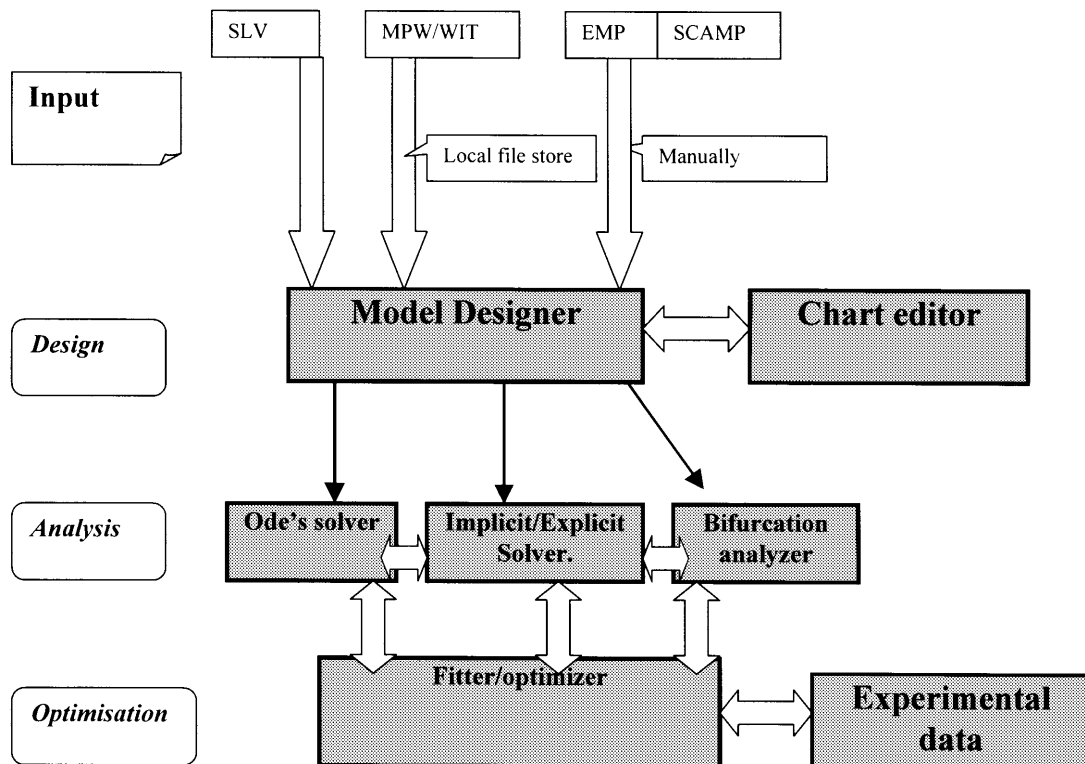 SLV
MPW/WIT
EMP
SCAMP
Input
Local file store
Manually
Model Designer
Chart editor
Design
Analysis
Ode's solver
Implicit/Explicit
Solver.
Bifurcation
analyzer
Fitter/optimizer
Optimisation
Experimental
data